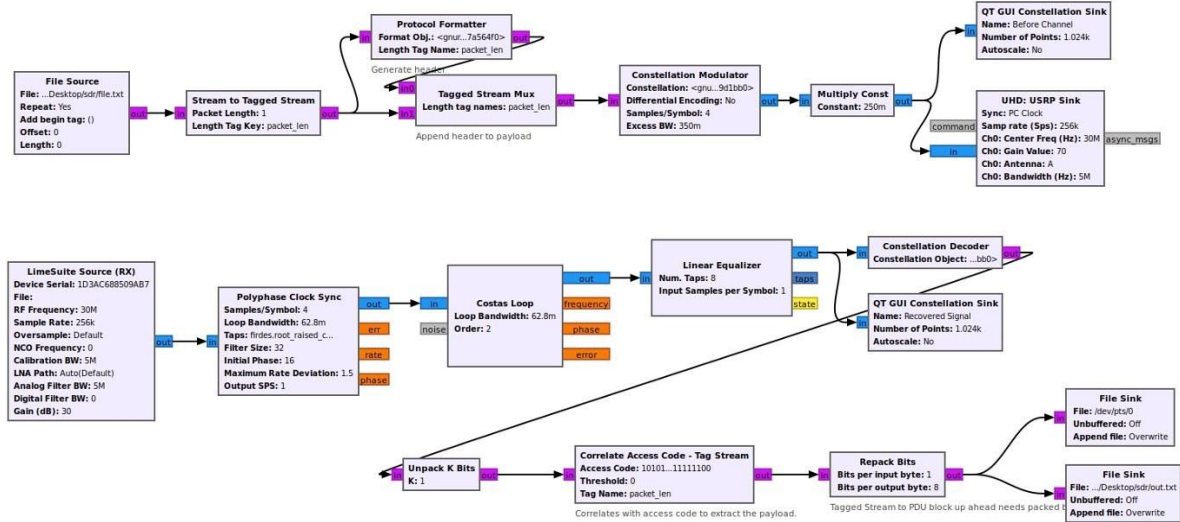 File Source
File: ...Desktop/sdr/file.txt
Repeat: Yes
Add begin tag: ()
Offset: 0
Length: 0
out
in
Stream to Tagged Stream
Packet Length: 1
Length Tag Key: packet_len
out
in
Protocol Formatter
Format Obj.: <gnur...7a564f0>
Length Tag Name: packet_len
out
Generate header
in0
in1
Tagged Stream Mux
Length tag names: packet_len
out
Append header to payload
in
Constellation Modulator
Constellation: <gnu...9d1bb0>
Differential Encoding: No
Samples/Symbol: 4
Excess BW: 350m
out
in
Multiply Const
Constant: 250m
out
in
QT GUI Constellation Sink
Name: Before Channel
Number of Points: 1.024k
Autoscale: No
command
in
UHD: USRP Sink
Sync: PC Clock
Samp rate (Sps): 256k
Ch0: Center Freq (Hz): 30M
Ch0: Gain Value: 70
Ch0: Antenna: A
Ch0: Bandwidth (Hz): 5M
async_msgs
LimeSuite Source (RX)
Device Serial: 1D3AC688509AB7
File:
RF Frequency: 30M
Sample Rate: 256k
Oversample: Default
NCO Frequency: 0
Calibration BW: 5M
LNA Path: Auto(Default)
Analog Filter BW: 5M
Digital Filter BW: 0
Gain (dB): 30
out
in
Polyphase Clock Sync
Samples/Symbol: 4
Loop Bandwidth: 62.8m
Taps: firdes.root_raised_c...
Filter Size: 32
Initial Phase: 16
Maximum Rate Deviation: 1.5
Output SPS: 1
out
err
rate
phase
in
noise
Costas Loop
Loop Bandwidth: 62.8m
Order: 2
out
frequency
phase
error
in
Linear Equalizer
Num. Taps: 8
Input Samples per Symbol: 1
out
taps
state
in
Constellation Decoder
Constellation Object: ...bb0>
out
in
QT GUI Constellation Sink
Name: Recovered Signal
Number of Points: 1.024k
Autoscale: No
in
Unpack K Bits
K: 1
out
in
Correlate Access Code - Tag Stream
Access Code: 10101...11111100
Threshold: 0
Tag Name: packet_len
out
Correlates with access code to extract the payload.
in
Repack Bits
Bits per input byte: 1
Bits per output byte: 8
out
Tagged Stream to PDU block up ahead needs packed b
in
File Sink
File: /dev/pts/0
Unbuffered: Off
Append file: Overwrite
in
File Sink
File: .../Desktop/sdr/out.txt
Unbuffered: Off
Append file: Overwrite